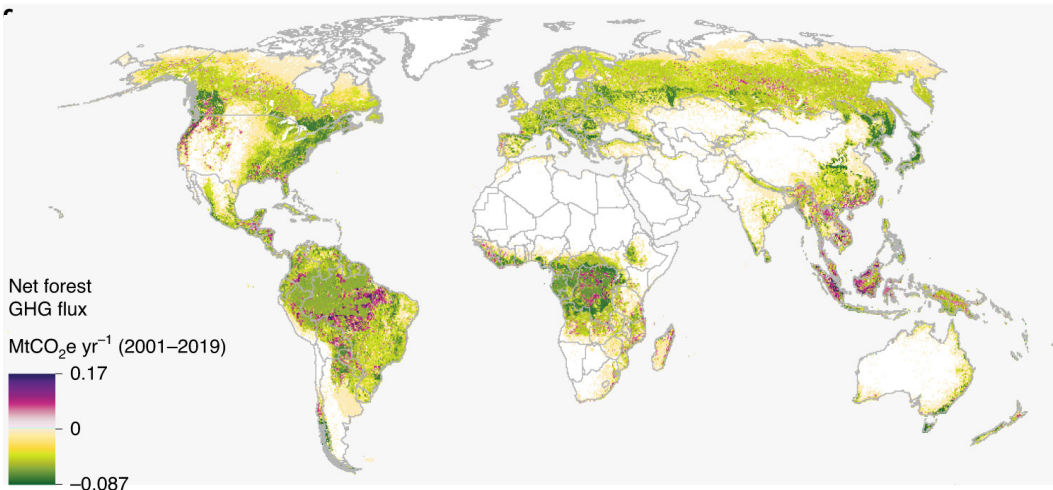 Net forest
GHG flux
MtCO₂e yr⁻¹ (2001–2019)
0.17
0
−0.087